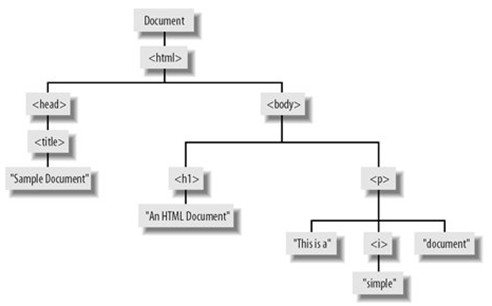 Document
<html>
<head>
<body>
<title>
"Sample Document"
<h1>
<p>
"An HTML Document"
"This is a"
<i>
"document"
"simple"